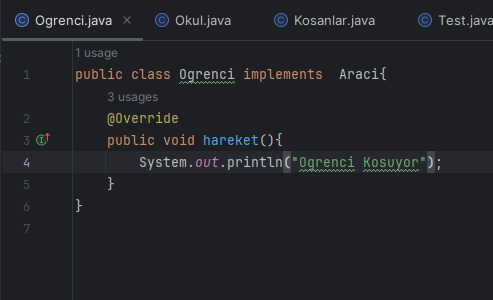 Ogrenci.java Okul.java Kosanlar.java Test.java
1 usage
1 public class Ogrenci implements Araci{
3 usages
2 @Override
3 public void hareket(){
4 System.out.println("Ogrenci Kosuyor");
5 }
6 }
7